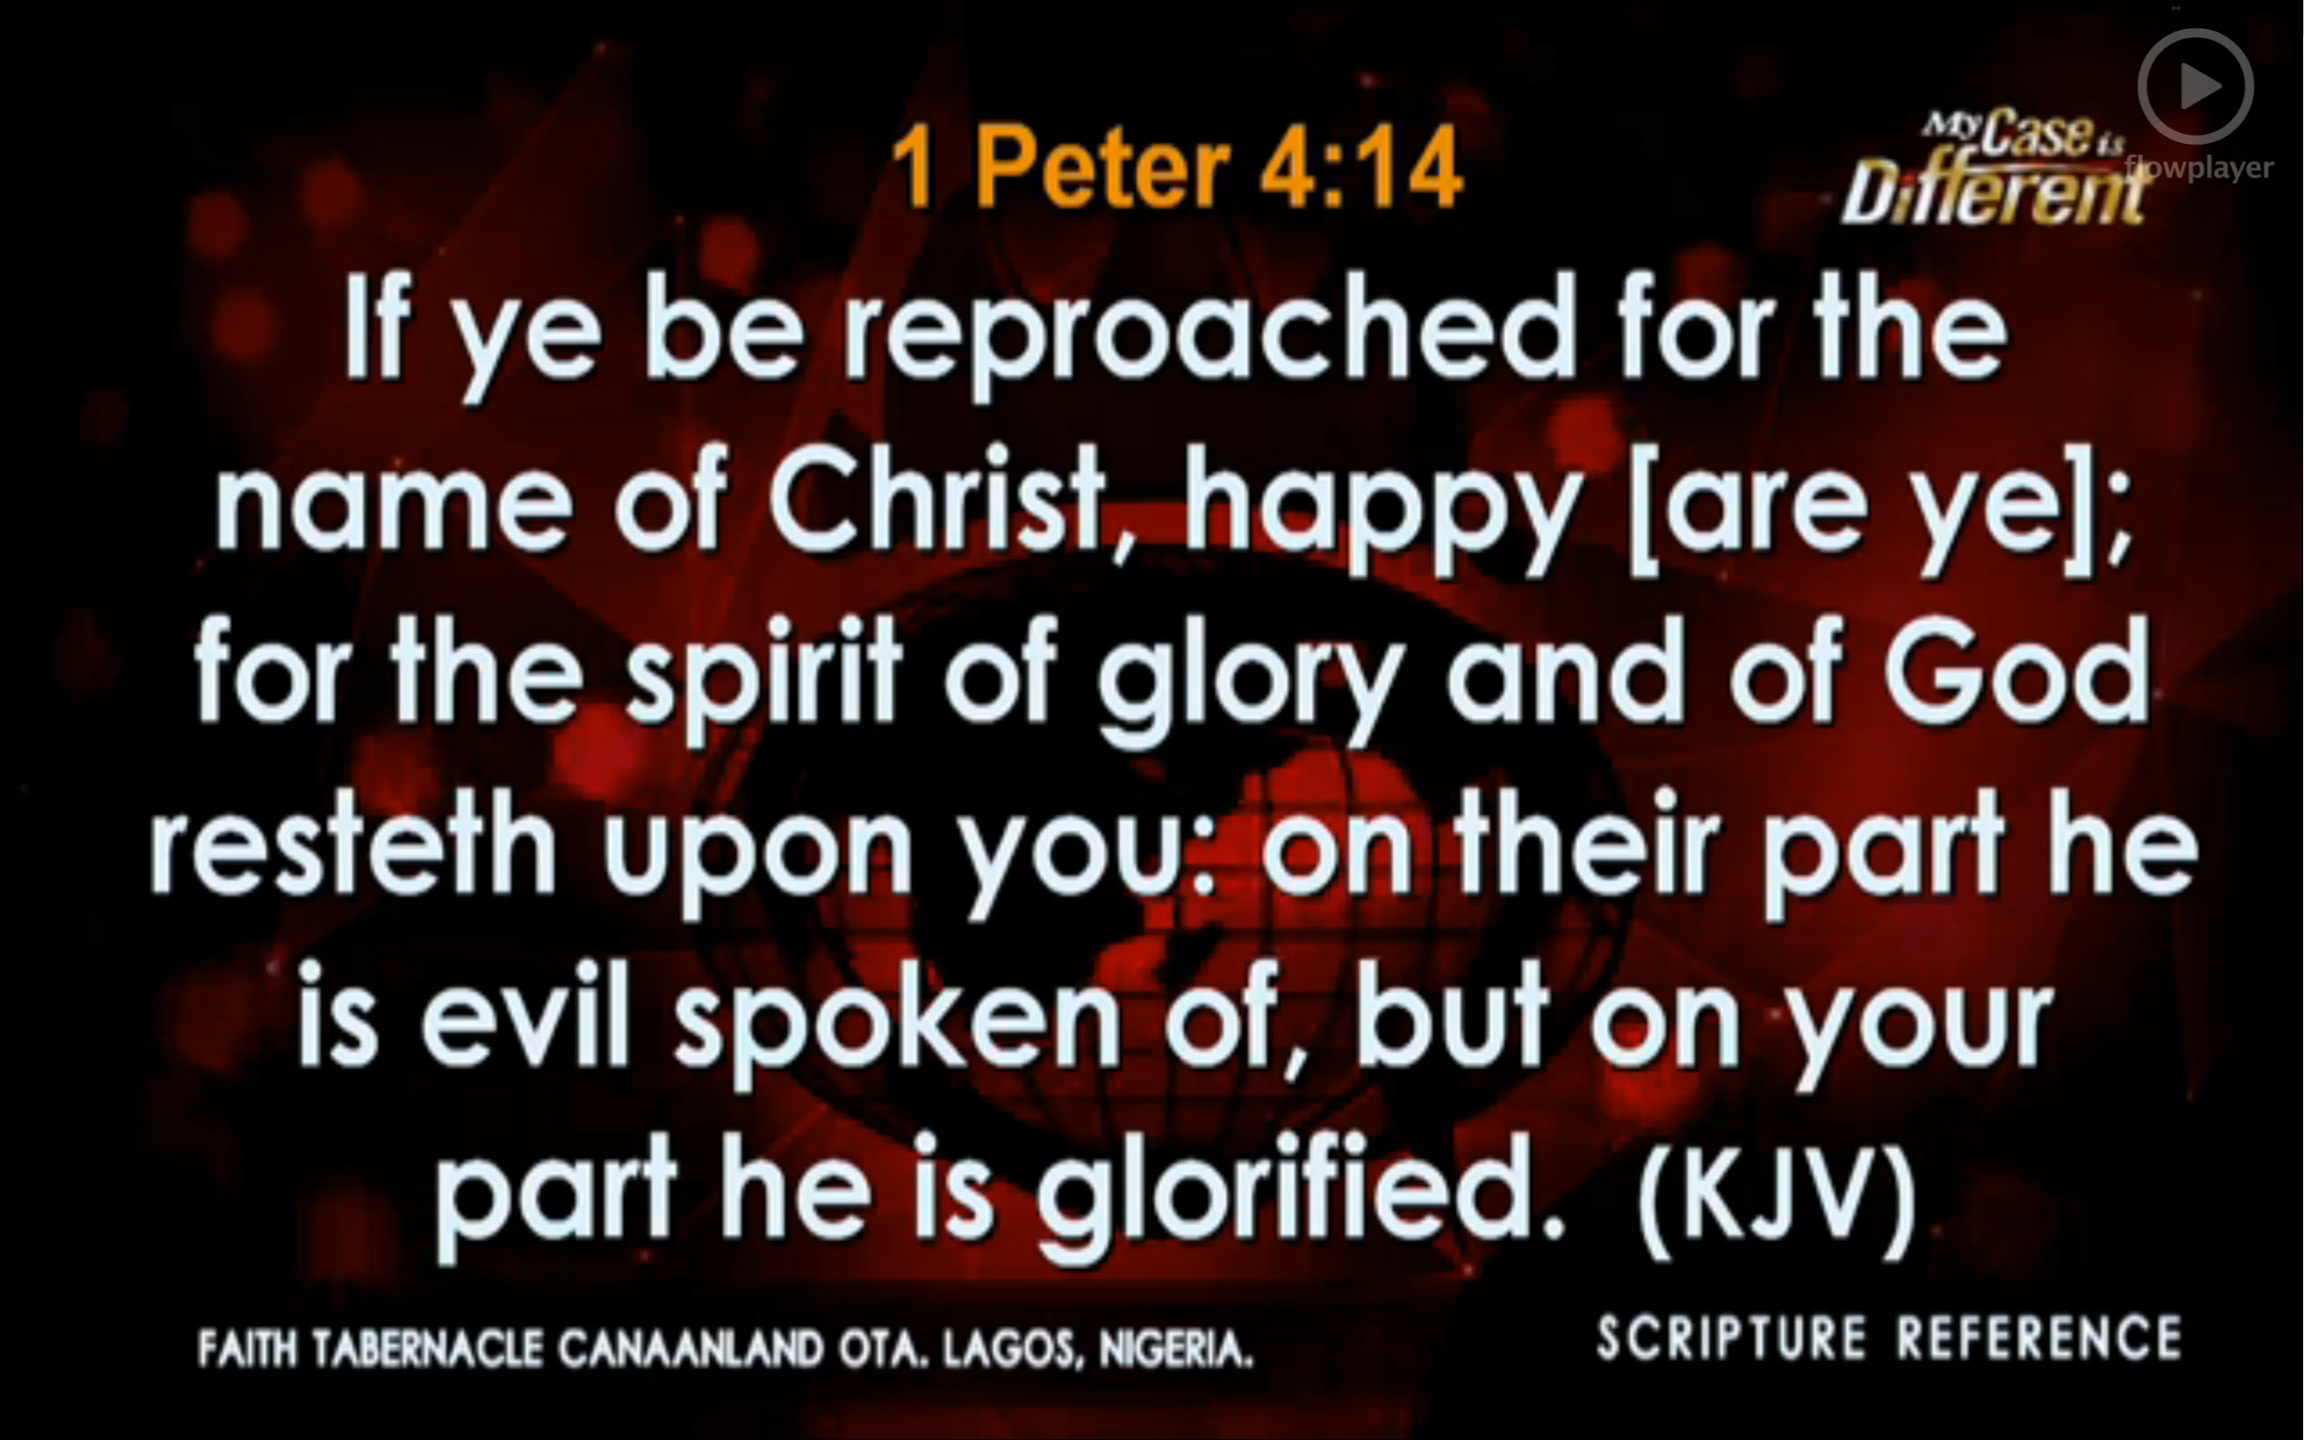 1 Peter 4:14
My Case is
Different
flowplayer
If ye be reproached for the
name of Christ, happy [are ye];
for the spirit of glory and of God
resteth upon you: on their part he
is evil spoken of, but on your
part he is glorified. (KJV)
FAITH TABERNACLE CANAANLAND OTA. LAGOS, NIGERIA.
SCRIPTURE REFERENCE